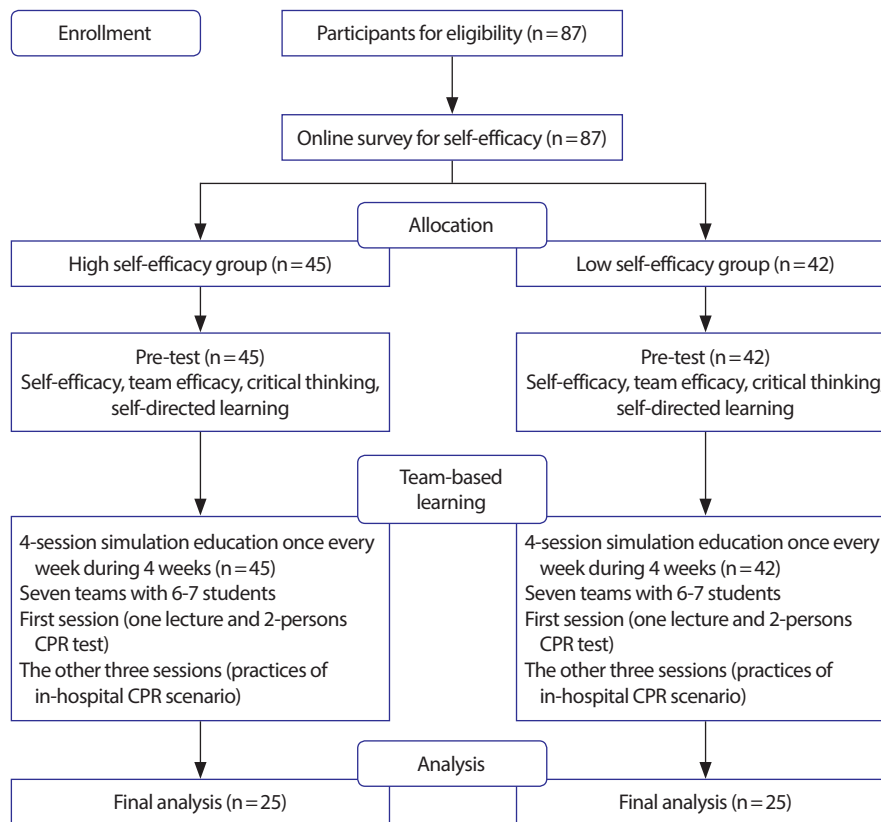 Enrollment
Participants for eligibility (n=87)
Online survey for self-efficacy (n=87)
Allocation
High self-efficacy group (n=45)
Low self-efficacy group (n=42)
Pre-test (n=45)
Self-efficacy, team efficacy, critical thinking,
self-directed learning
Pre-test (n=42)
Self-efficacy, team efficacy, critical thinking,
self-directed learning
Team-based
learning
4-session simulation education once every
week during 4 weeks (n=45)
Seven teams with 6-7 students
First session (one lecture and 2-persons
CPR test)
The other three sessions (practices of
in-hospital CPR scenario)
4-session simulation education once every
week during 4 weeks (n=42)
Seven teams with 6-7 students
First session (one lecture and 2-persons
CPR test)
The other three sessions (practices of
in-hospital CPR scenario)
Analysis
Final analysis (n=25)
Final analysis (n=25)